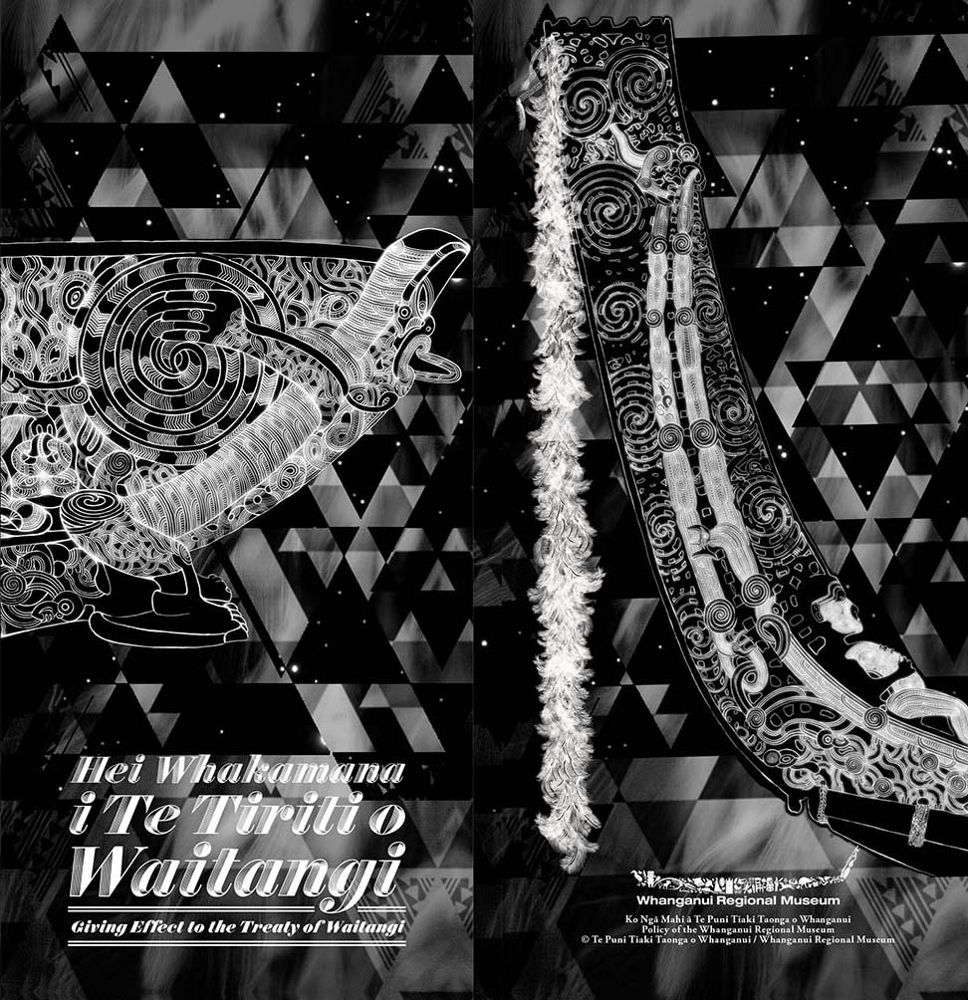 Hei Whakamana
i Te Tiriti o
Waitangi
Giving Effect to the Treaty of Waitangi
Whanganui Regional Museum
Ko Ngā Mahi ā Te Puni Tiaki Taonga o Whanganui
Policy of the Whanganui Regional Museum
© Te Puni Tiaki Taonga o Whanganui / Whanganui Regional Museum